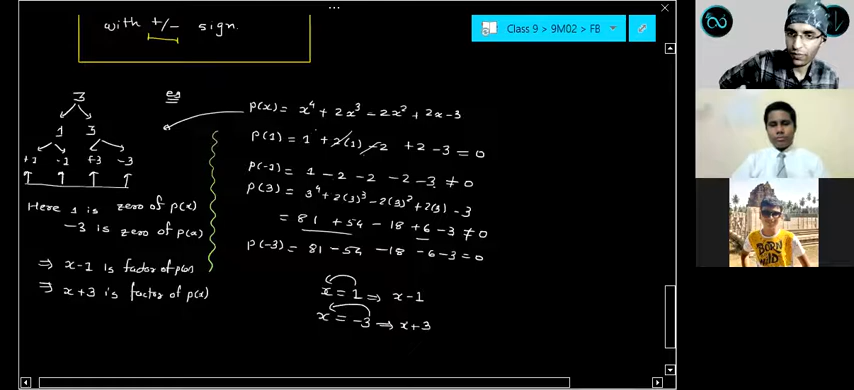 with +/- sign.
Class 9 > 9M02 > FB
3
1 3
+1 -1 +3 -3
Here 1 is zero of p(x)
-3 is zero of p(x)
⇒ x-1 is factor of p(x)
⇒ x+3 is factor of p(x)
eg
p(x) = x⁴ + 2x³ - 2x² + 2x - 3
p(1) = 1 + 2(1) - 2 + 2 - 3 = 0
p(-1) = 1 - 2 - 2 - 2 - 3 ≠ 0
p(3) = 3⁴ + 2(3)³ - 2(3)² + 2(3) - 3
= 81 + 54 - 18 + 6 - 3 ≠ 0
p(-3) = 81 - 54 - 18 - 6 - 3 = 0
x = 1 ⇒ x-1
x = -3 ⇒ x+3
BORN
WILD